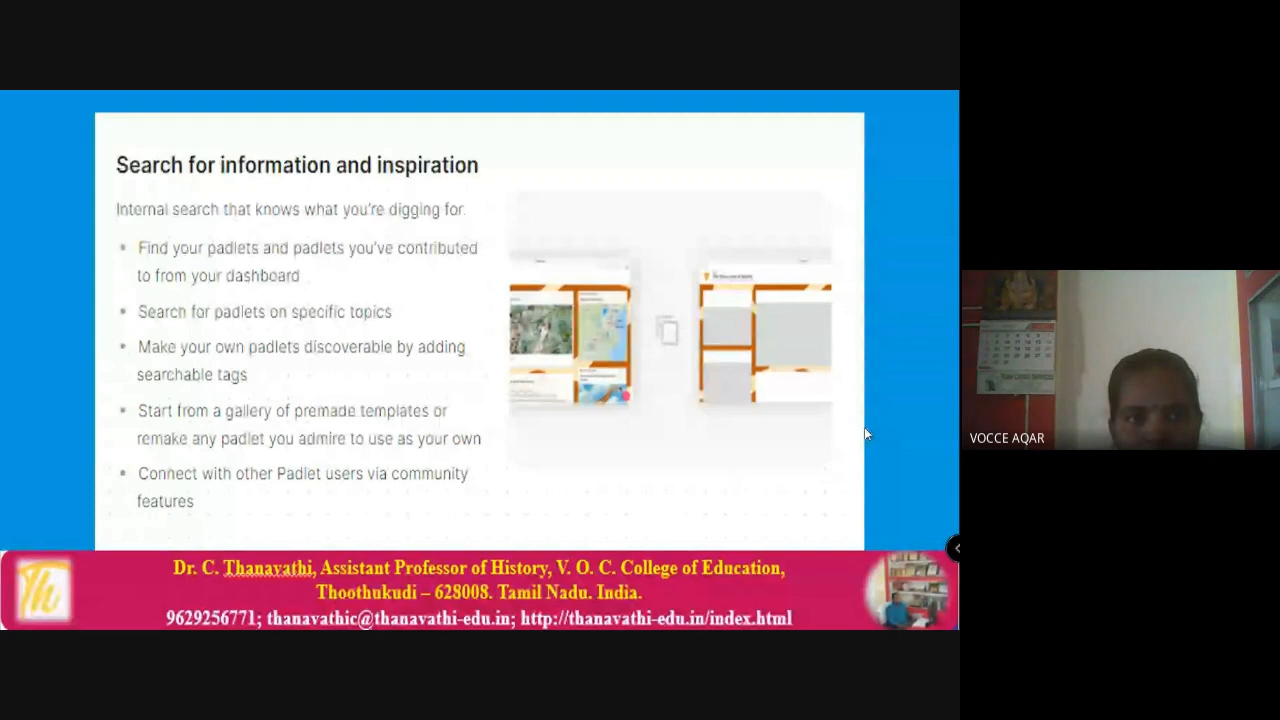 Search for information and inspiration
Internal search that knows what you're digging for.
• Find your padlets and padlets you've contributed
to from your dashboard
• Search for padlets on specific topics
• Make your own padlets discoverable by adding
searchable tags
• Start from a gallery of premade templates or
remake any padlet you admire to use as your own
• Connect with other Padlet users via community
features
VOCCE AQAR
Th
Dr. C. Thanavathi, Assistant Professor of History, V. O. C. College of Education,
Thoothukudi – 628008. Tamil Nadu. India.
9629256771; thanavathic@thanavathi-edu.in; http://thanavathi-edu.in/index.html